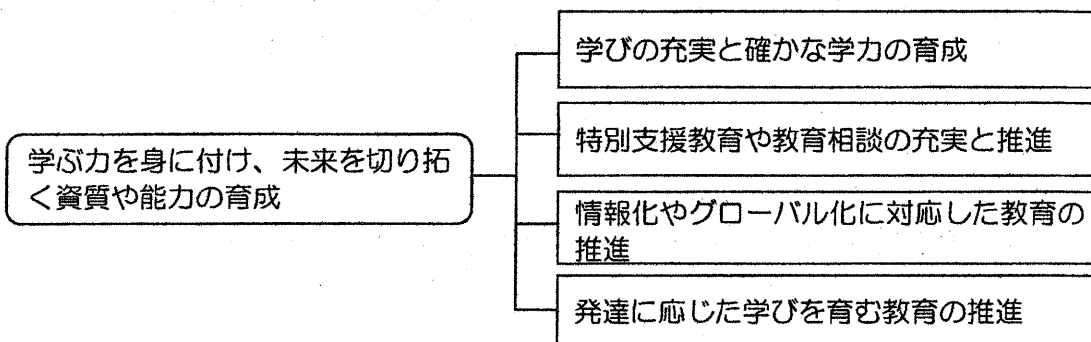 学びの充実と確かな学力の育成
特別支援教育や教育相談の充実と推進
学ぶ力を身に付け、未来を切り拓
く資質や能力の育成
情報化やグローバル化に対応した教育の
推進
発達に応じた学びを育む教育の推進